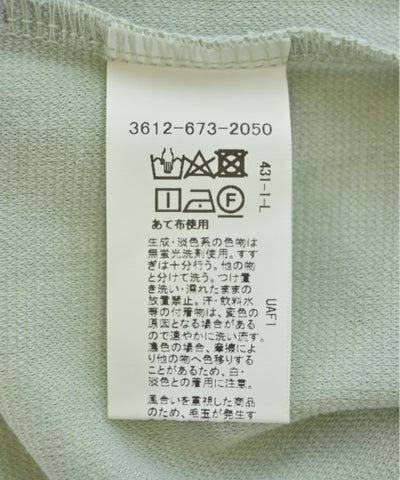 3612-673-2050
431-1-L
F
あて布使用
生成・淡色系の色物は
無蛍光洗剤使用。すす
ぎは十分行う。他の物
と分けて洗う。つけ置
き洗い・濡れたままの
放置禁止。汗・飲料水
等の付着物は、変色の
原因となる場合がある
ので速やかに洗い流す。
濃色の場合、摩擦によ
り他の物へ色移りする
ことがあるため、白・
淡色との着用に注意。
UAF1
風合いを重視した商品
のため、毛玉が発生す